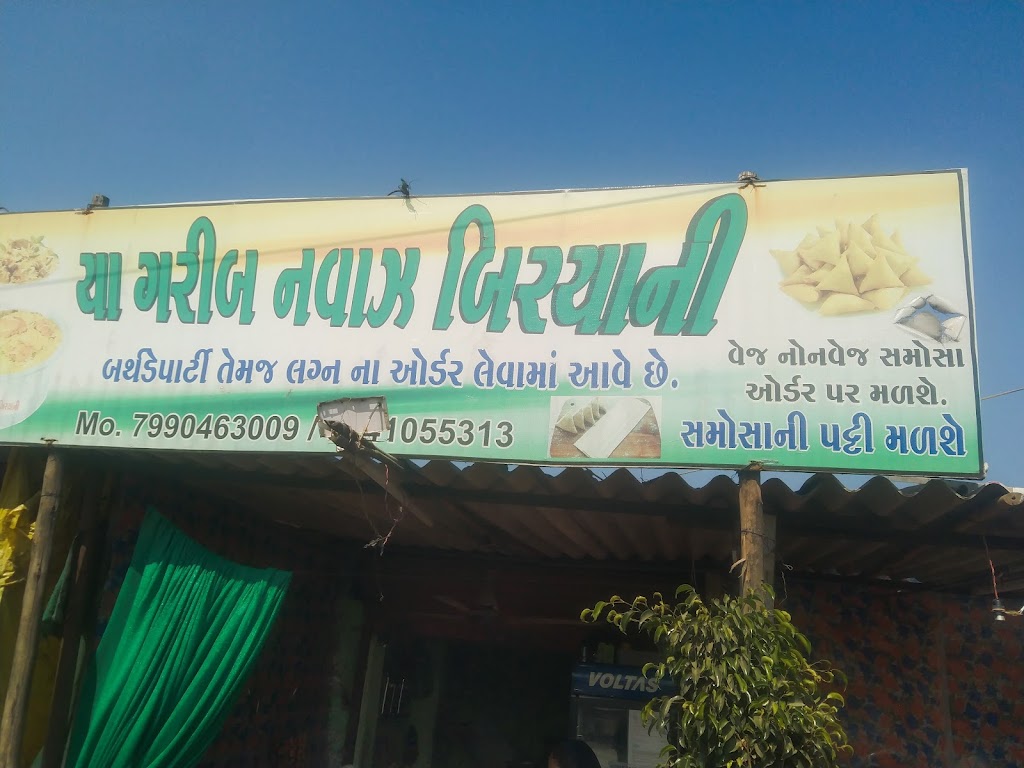 યા ગરીબ નવાઝ બિરયાની
બર્થડેપાર્ટી તેમજ લગ્ન ના ઓર્ડર લેવામાં આવે છે.
Mo. 7990463009 / 1055313
વેજ નોનવેજ સમોસા
ઓર્ડર પર મળશે.
સમોસાની પટ્ટી મળશે
VOLTAS